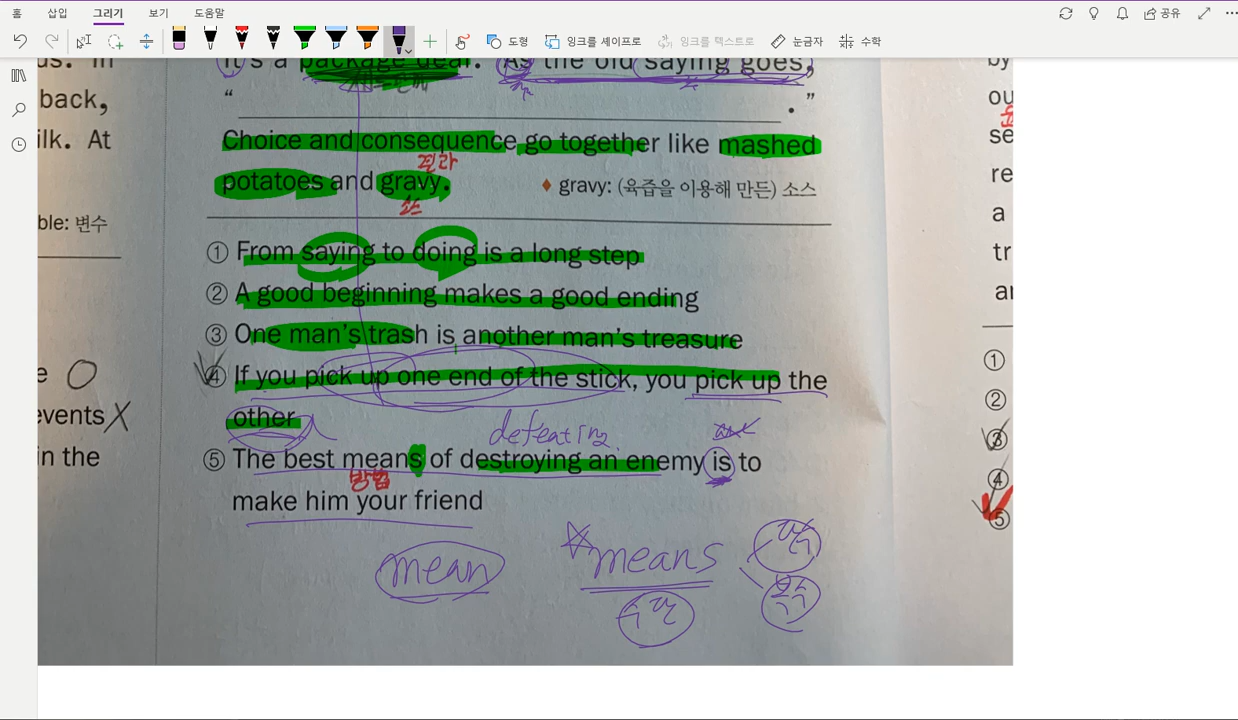 홈 삽입 그리기 보기 도움말 공유
도형 잉크를 셰이프로 잉크를 텍스트로 눈금자 수학
us. In
back,
ilk. At
ble: 변수
e
events X
in the
It's a package deal. As the old saying goes,
“ .”
Choice and consequence go together like mashed
potatoes and gravy.
소스
♦ gravy: (육즙을 이용해 만든) 소스
① From saying to doing is a long step
② A good beginning makes a good ending
③ One man's trash is another man's treasure
④ If you pick up one end of the stick, you pick up the
other
defeating
⑤ The best means of destroying an enemy is to
방법
make him your friend
mean
means
수단
단수
복수
by
ou
se
re
a
tr
ar
①
②
③
④
⑤